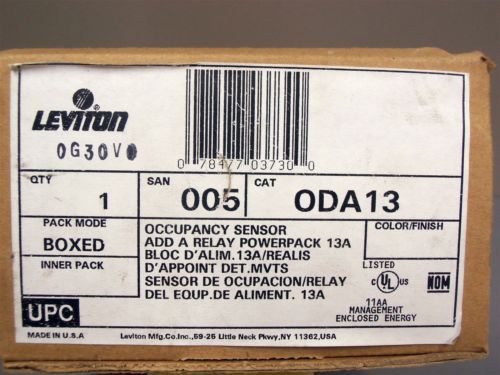 LEVITON
0G30V
0 78477 03730 0
QTY 1
SAN 005
CAT ODA13
PACK MODE
BOXED
INNER PACK
OCCUPANCY SENSOR
ADD A RELAY POWERPACK 13A
BLOC D'ALIM.13A/REALIS
D'APPOINT DET.MVTS
SENSOR DE OCUPACION/RELAY
DEL EQUP.DE ALIMENT. 13A
COLOR/FINISH
LISTED
C UL US NOM
11AA
MANAGEMENT
ENCLOSED ENERGY
UPC
MADE IN U.S.A
Leviton Mfg.Co.Inc.,59-25 Little Neck Pkwy,NY 11362,USA